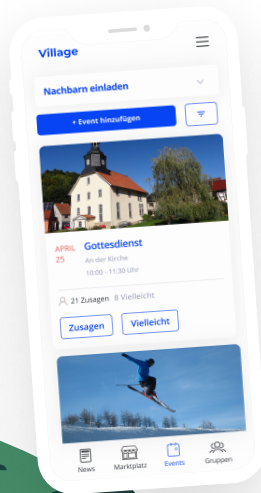 Village
Nachbarn einladen
+ Event hinzufügen
APRIL
25
Gottesdienst
An der Kirche
10:00 - 11:30 Uhr
21 Zusagen 8 Vielleicht
Zusagen Vielleicht
News Marktplatz Events Gruppen